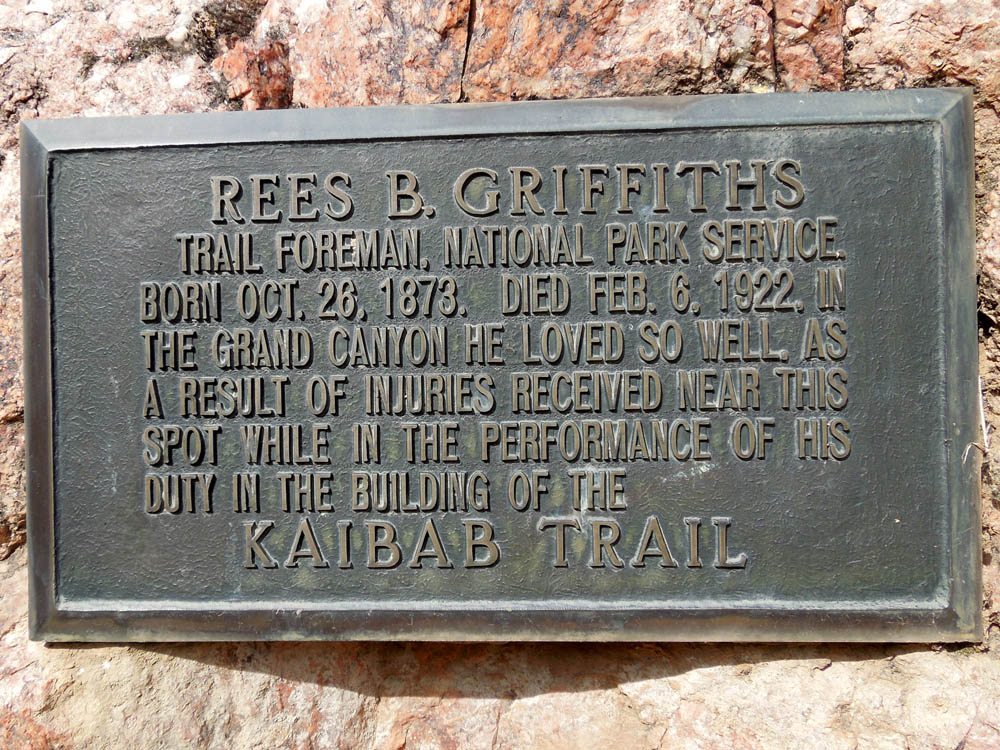 REES B. GRIFFITHS
TRAIL FOREMAN, NATIONAL PARK SERVICE.
BORN OCT. 26, 1873. DIED FEB. 6, 1922, IN
THE GRAND CANYON HE LOVED SO WELL, AS
A RESULT OF INJURIES RECEIVED NEAR THIS
SPOT WHILE IN THE PERFORMANCE OF HIS
DUTY IN THE BUILDING OF THE
KAIBAB TRAIL